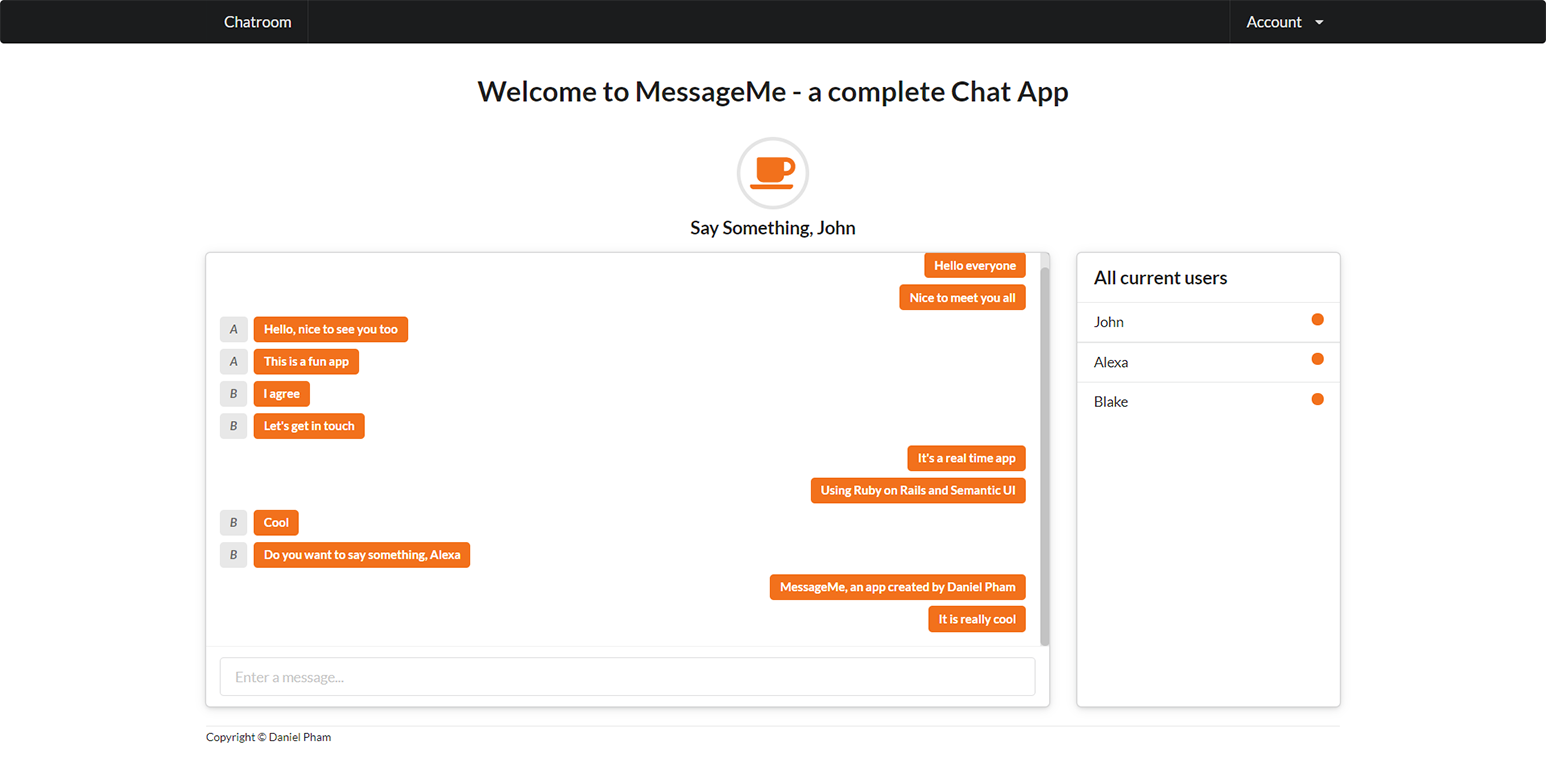 Chatroom
Account
Welcome to MessageMe - a complete Chat App
Say Something, John
Hello everyone
Nice to meet you all
A Hello, nice to see you too
A This is a fun app
B I agree
B Let's get in touch
It's a real time app
Using Ruby on Rails and Semantic UI
B Cool
B Do you want to say something, Alexa
MessageMe, an app created by Daniel Pham
It is really cool
Enter a message...
All current users
John
Alexa
Blake
Copyright © Daniel Pham